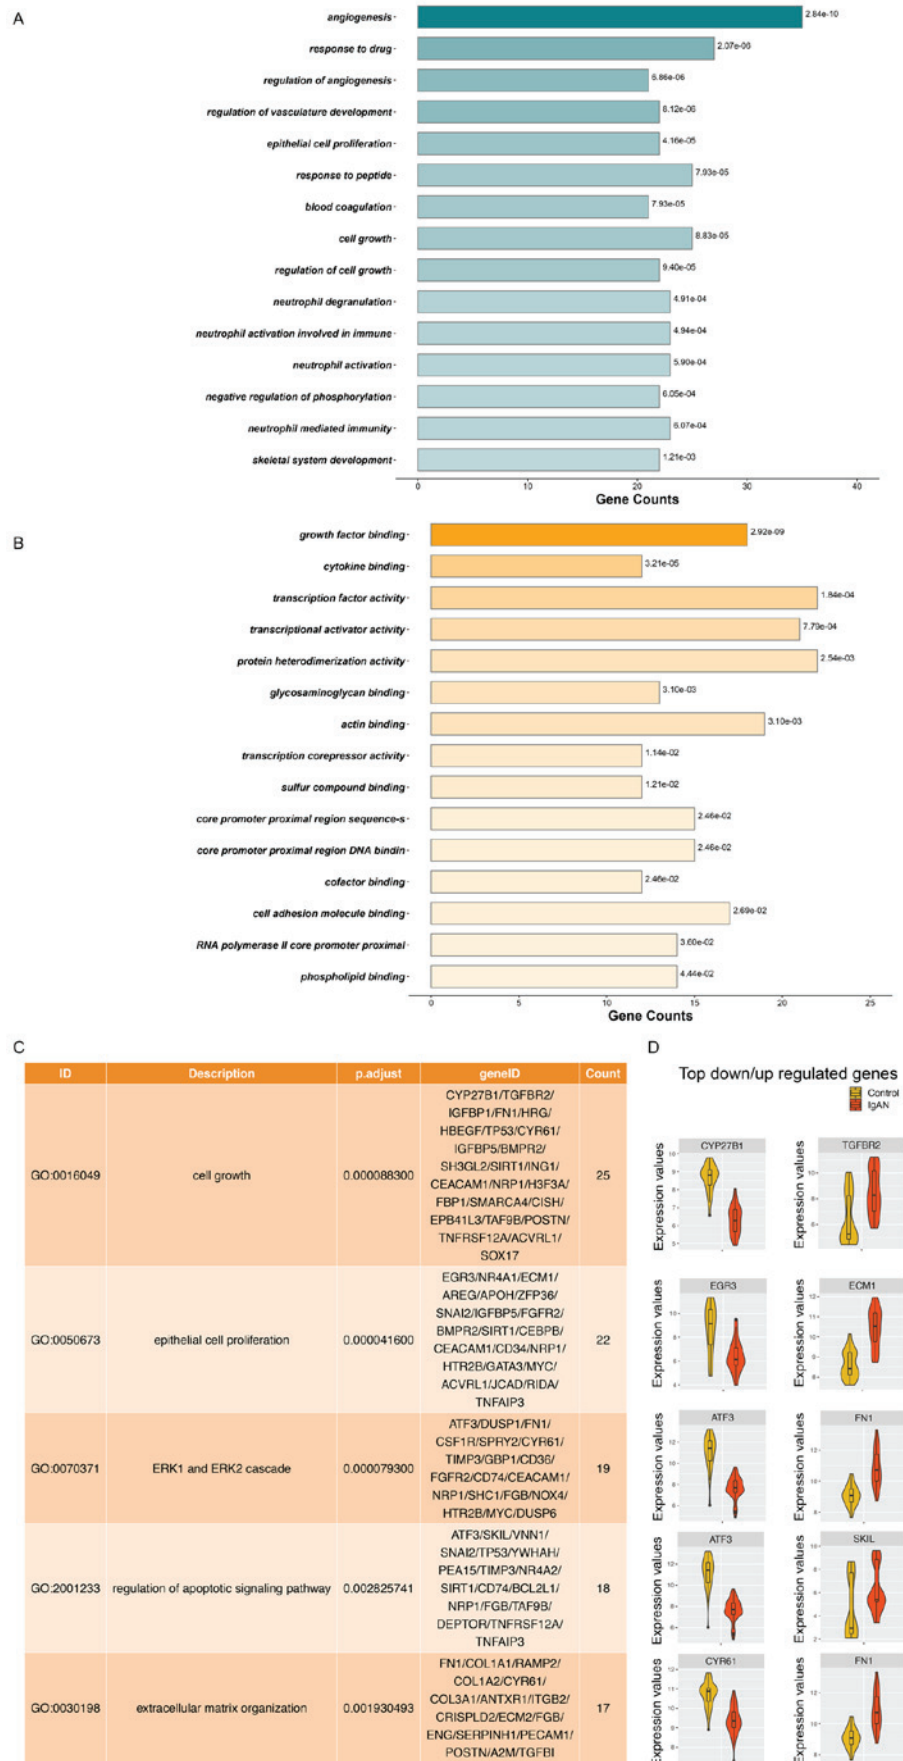 A
angiogenesis
2.84e-10
response to drug
2.07e-06
regulation of angiogenesis
6.86e-06
regulation of vasculature development
8.12e-06
epithelial cell proliferation
4.16e-05
response to peptide
7.93e-05
blood coagulation
7.93e-05
cell growth
8.83e-05
regulation of cell growth
9.40e-05
neutrophil degranulation
4.91e-04
neutrophil activation involved in immune
4.94e-04
neutrophil activation
5.90e-04
negative regulation of phosphorylation
6.05e-04
neutrophil mediated immunity
6.07e-04
skeletal system development
1.21e-03
0 10 20 30 40
Gene Counts
B
growth factor binding
2.92e-09
cytokine binding
3.21e-05
transcription factor activity
1.84e-04
transcriptional activator activity
7.79e-04
protein heterodimerization activity
2.54e-03
glycosaminoglycan binding
3.10e-03
actin binding
3.10e-03
transcription corepressor activity
1.14e-02
sulfur compound binding
1.21e-02
core promoter proximal region sequence-s
2.46e-02
core promoter proximal region DNA bindin
2.46e-02
cofactor binding
2.46e-02
cell adhesion molecule binding
2.69e-02
RNA polymerase II core promoter proximal
3.60e-02
phospholipid binding
4.44e-02
0 5 10 15 20 25
Gene Counts
C
ID Description p.adjust geneID Count
CYP27B1/TGFBR2/
IGFBP1/FN1/HRG/
HBEGF/TP53/CYR61/
IGFBP5/BMPR2/
SH3GL2/SIRT1/ING1/
GO:0016049 cell growth 0.000088300 CEACAM1/NRP1/H3F3A/ 25
FBP1/SMARCA4/CISH/
EPB41L3/TAF9B/POSTN/
TNFRSF12A/ACVRL1/
SOX17
EGR3/NR4A1/ECM1/
AREG/APOH/ZFP36/
SNAI2/IGFBP5/FGFR2/
BMPR2/SIRT1/CEBPB/
GO:0050673 epithelial cell proliferation 0.000041600 CEACAM1/CD34/NRP1/ 22
HTR2B/GATA3/MYC/
ACVRL1/JCAD/RIDA/
TNFAIP3
ATF3/DUSP1/FN1/
CSF1R/SPRY2/CYR61/
TIMP3/GBP1/CD36/
GO:0070371 ERK1 and ERK2 cascade 0.000079300 FGFR2/CD74/CEACAM1/ 19
NRP1/SHC1/FGB/NOX4/
HTR2B/MYC/DUSP6
ATF3/SKIL/VNN1/
SNAI2/TP53/YWHAH/
PEA15/TIMP3/NR4A2/
GO:2001233 regulation of apoptotic signaling pathway 0.002825741 SIRT1/CD74/BCL2L1/ 18
NRP1/FGB/TAF9B/
DEPTOR/TNFRSF12A/
TNFAIP3
FN1/COL1A1/RAMP2/
COL1A2/CYR61/
COL3A1/ANTXR1/ITGB2/
GO:0030198 extracellular matrix organization 0.001930493 CRISPLD2/ECM2/FGB/ 17
ENG/SERPINH1/PECAM1/
POSTN/A2M/TGFBI
D
Top down/up regulated genes
Control
IgAN
CYP27B1 TGFBR2
Expression values Expression values
EGR3 ECM1
Expression values Expression values
ATF3 FN1
Expression values Expression values
ATF3 SKIL
Expression values Expression values
CYR61 FN1
Expression values Expression values